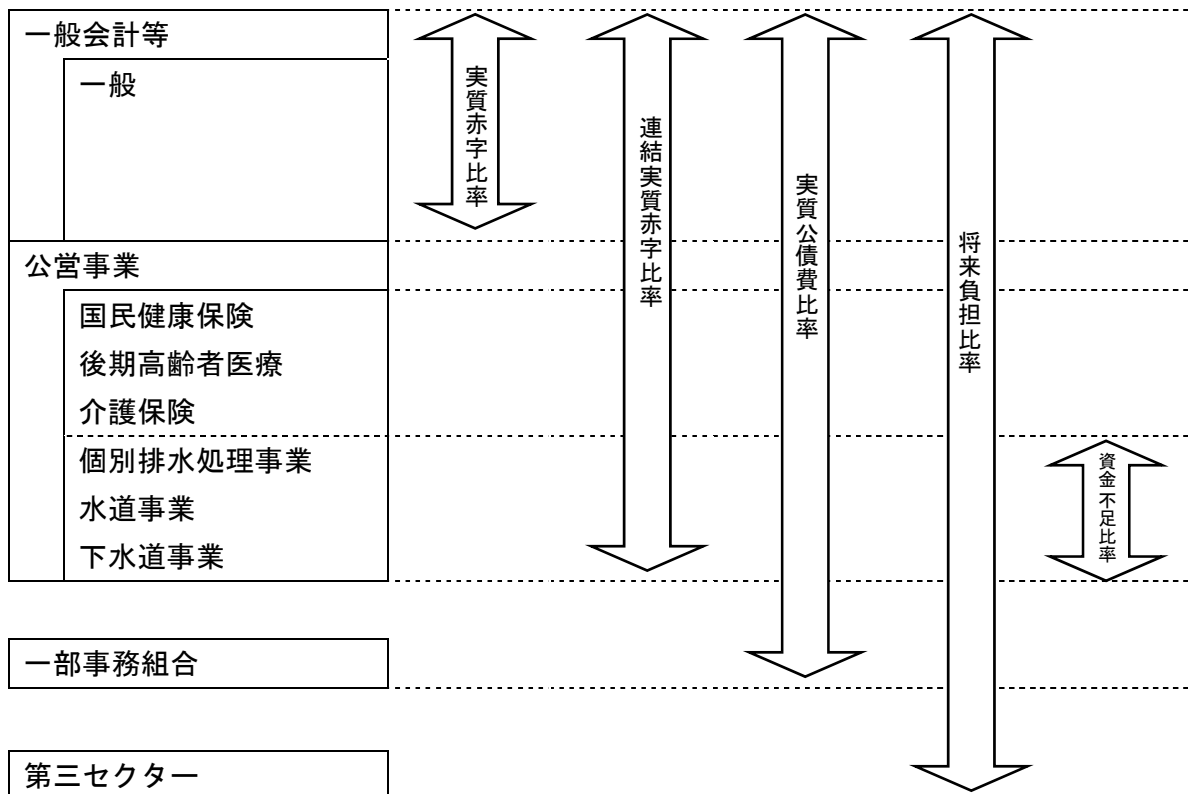 一般会計等
一般
公営事業
国民健康保険
後期高齢者医療
介護保険
個別排水処理事業
水道事業
下水道事業
一部事務組合
第三セクター
実質赤字比率
連結実質赤字比率
実質公債費比率
将来負担比率
資金不足比率